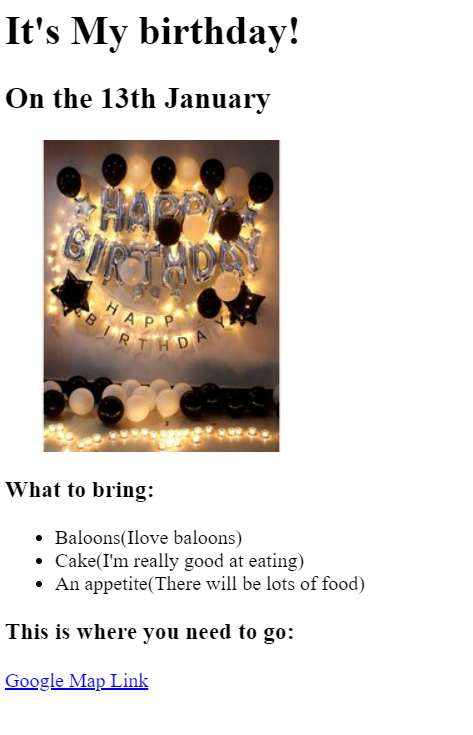 It's My birthday!
On the 13th January
HAPPY
BIRTHDAY
HAPP
BIRTHDAY
What to bring:
Baloons(Ilove baloons)
Cake(I'm really good at eating)
An appetite(There will be lots of food)
This is where you need to go:
Google Map Link